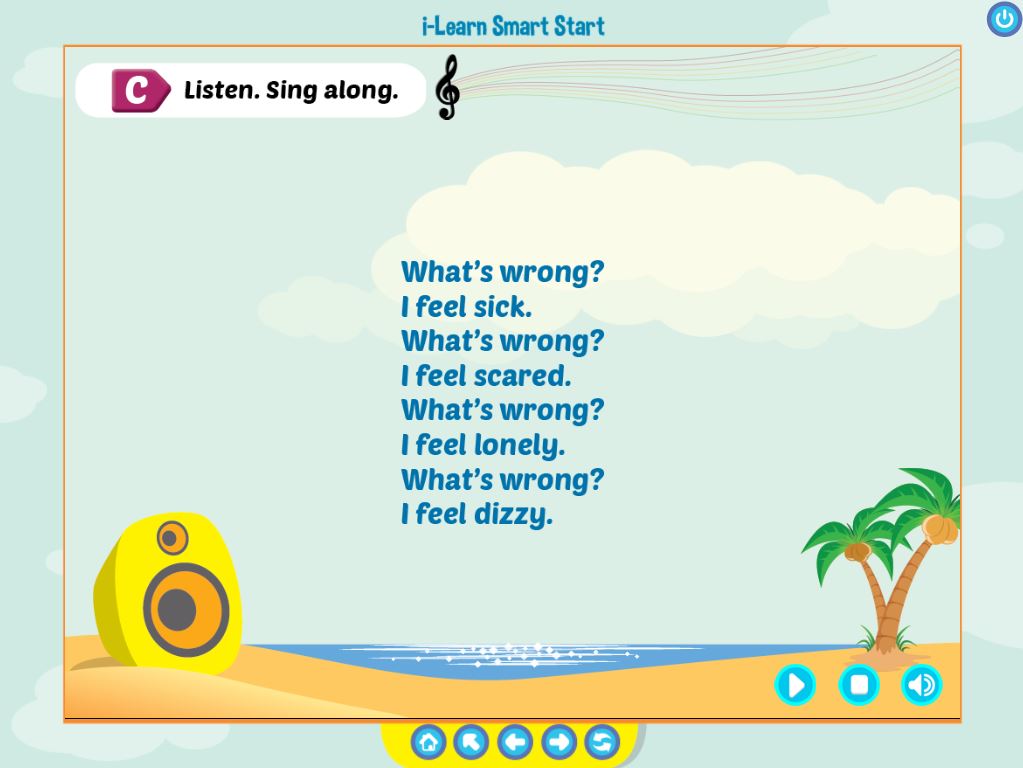 i-Learn Smart Start
C Listen. Sing along.
What's wrong?
I feel sick.
What's wrong?
I feel scared.
What's wrong?
I feel lonely.
What's wrong?
I feel dizzy.